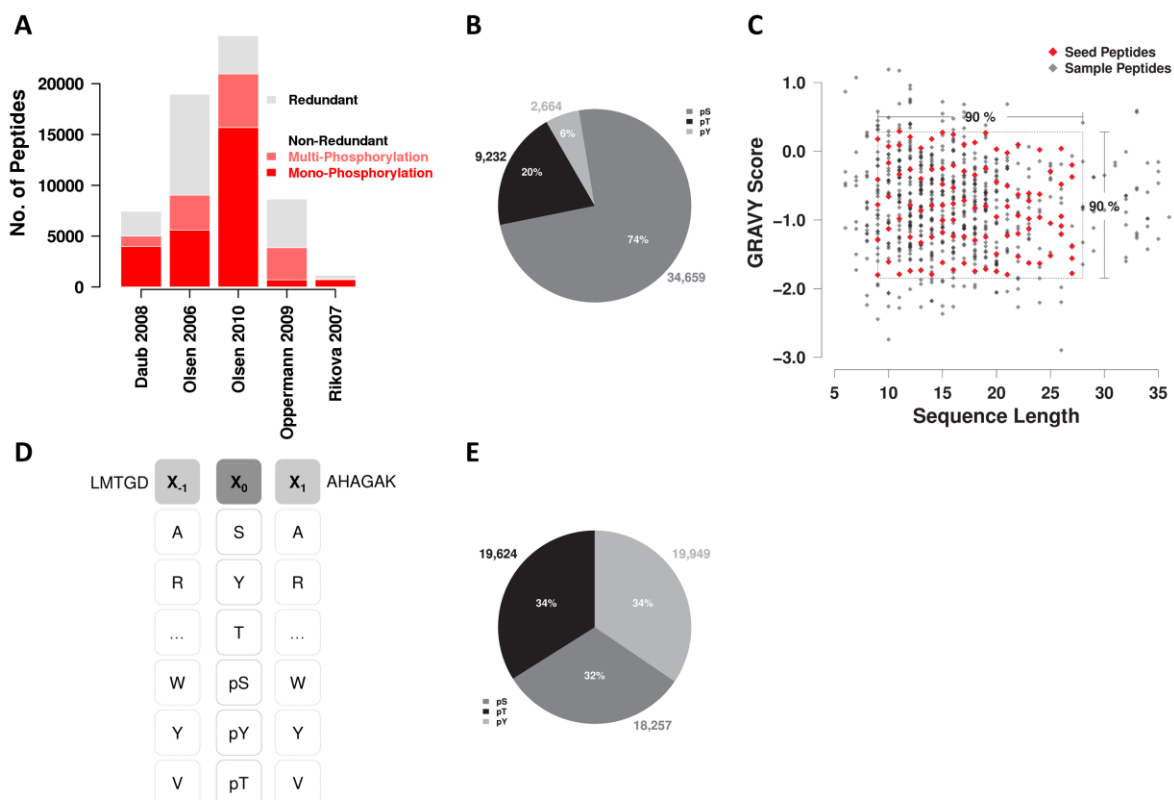 A
No. of Peptides
20000
15000
10000
5000
0
Redundant
Non-Redundant
Multi-Phosphorylation
Mono-Phosphorylation
Daub 2008
Olsen 2006
Olsen 2010
Oppermann 2009
Rikova 2007
B
2,664
6%
9,232
20%
74%
34,659
pS
pT
pY
C
Seed Peptides
Sample Peptides
GRAVY Score
1.0
0.0
−1.0
−2.0
−3.0
90 %
90 %
5 10 15 20 25 30 35
Sequence Length
D
LMTGD X-1 X0 X1 AHAGAK
A S A
R Y R
... T ...
W pS W
Y pY Y
V pT V
E
19,624
19,949
34%
34%
32%
18,257
pS
pT
pY